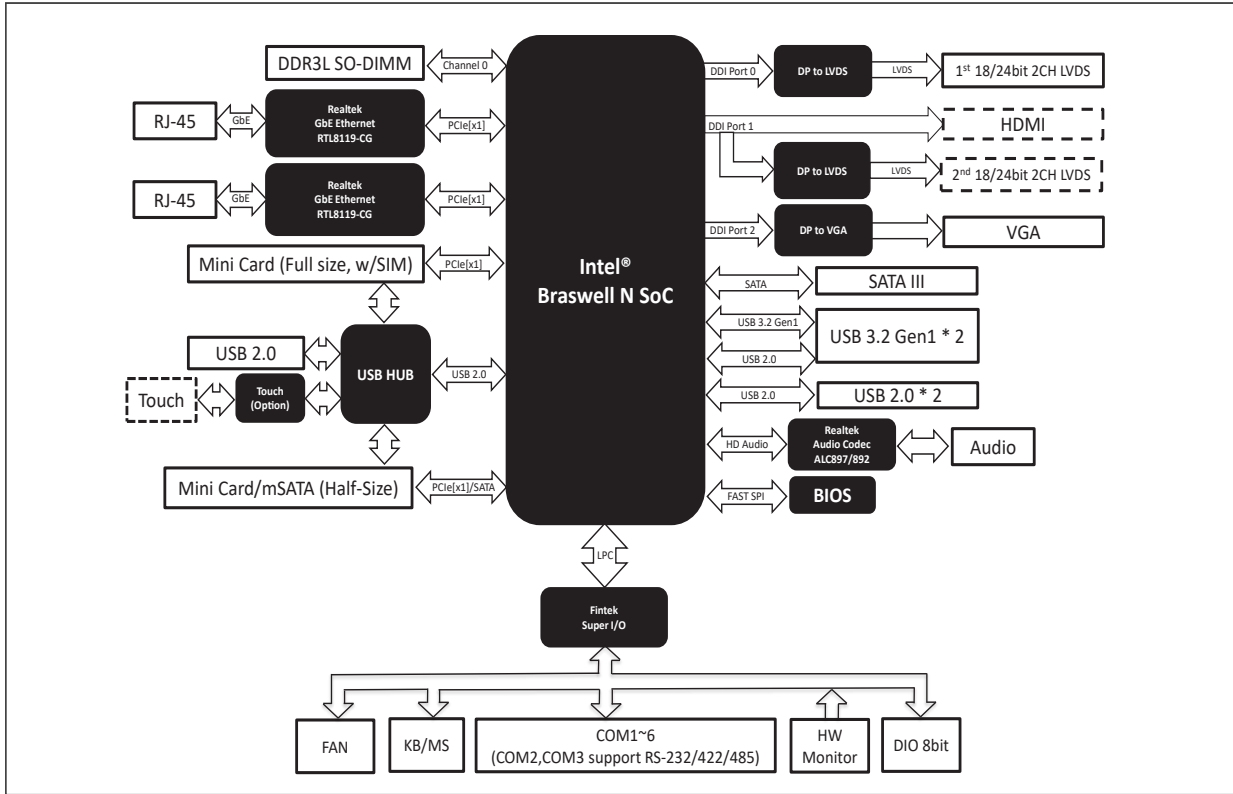 DDR3L SO-DIMM
Channel 0
RJ-45
GbE
Realtek
GbE Ethernet
RTL8119-CG
PCIe[x1]
RJ-45
GbE
Realtek
GbE Ethernet
RTL8119-CG
PCIe[x1]
Mini Card (Full size, w/SIM)
PCIe[x1]
USB 2.0
USB HUB
USB 2.0
Touch
Touch
(Option)
Mini Card/mSATA (Half-Size)
PCIe[x1]/SATA
Intel®
Braswell N SoC
DDI Port 0
DP to LVDS
LVDS
1st 18/24bit 2CH LVDS
DDI Port 1
HDMI
DP to LVDS
LVDS
2nd 18/24bit 2CH LVDS
DDI Port 2
DP to VGA
VGA
SATA
SATA III
USB 3.2 Gen1
USB 3.2 Gen1 * 2
USB 2.0
USB 2.0
USB 2.0 * 2
HD Audio
Realtek
Audio Codec
ALC897/892
Audio
FAST SPI
BIOS
LPC
Fintek
Super I/O
FAN
KB/MS
COM1~6
(COM2,COM3 support RS-232/422/485)
HW
Monitor
DIO 8bit